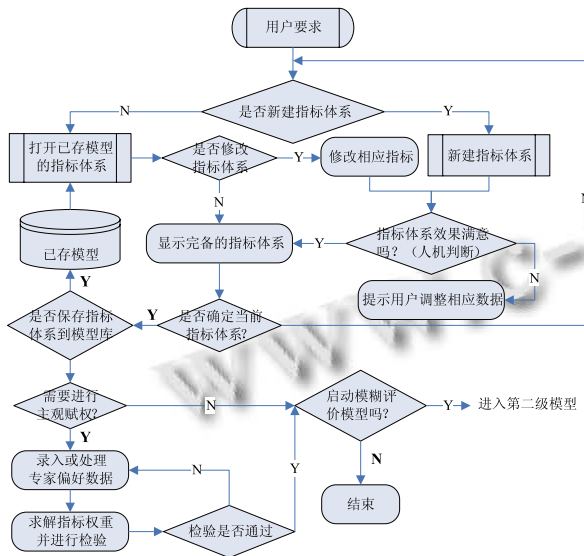 用户要求
是否新建指标体系
N
Y
打开已存模型
的指标体系
是否修改
指标体系
Y
修改相应指标
新建指标体系
N
已存模型
显示完备的指标体系
Y
指标体系效果满意
吗？（人机判断）
N
N
提示用户调整相应数据
Y
是否保存指标
体系到模型库
Y
是否确定当前
指标体系？
需要进行
主观赋权？
N
启动模糊评
价模型吗？
Y
进入第二级模型
Y
录入或处理
专家偏好数据
N
Y
N
结束
求解指标权重
并进行检验
检验是否通过
www.c-